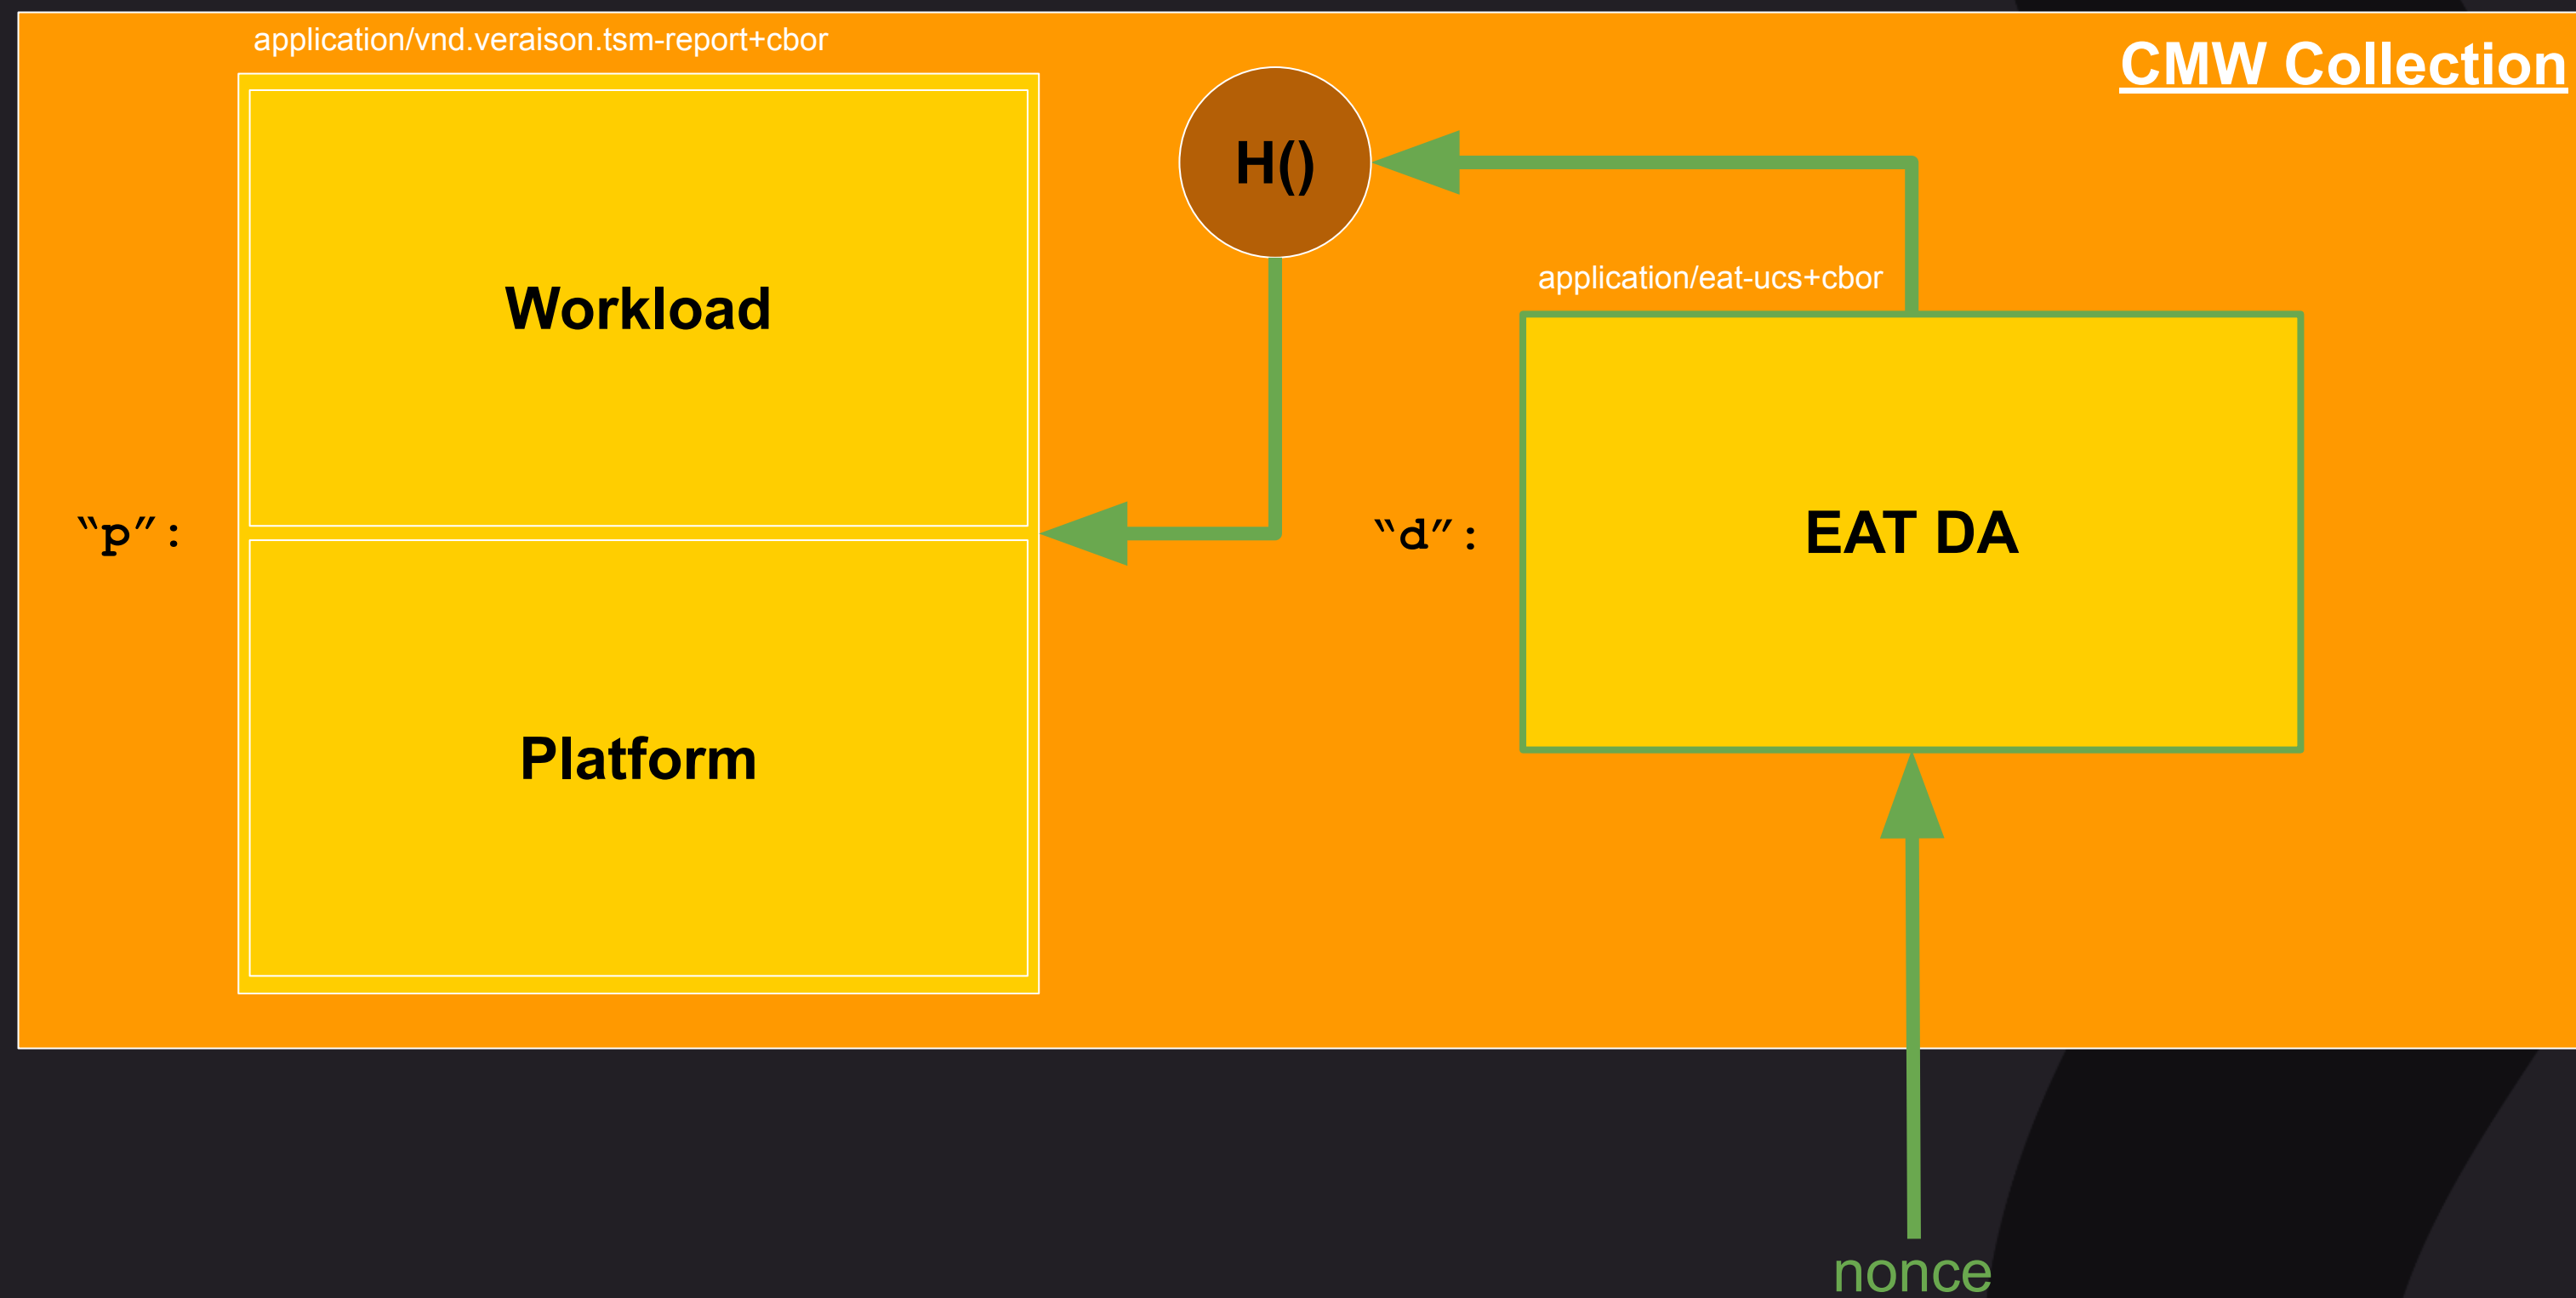 application/vnd.veraison.tsm-report+cbor
CMW Collection
H()
application/eat-ucs+cbor
Workload
“p”:
“d”:
EAT DA
Platform
nonce